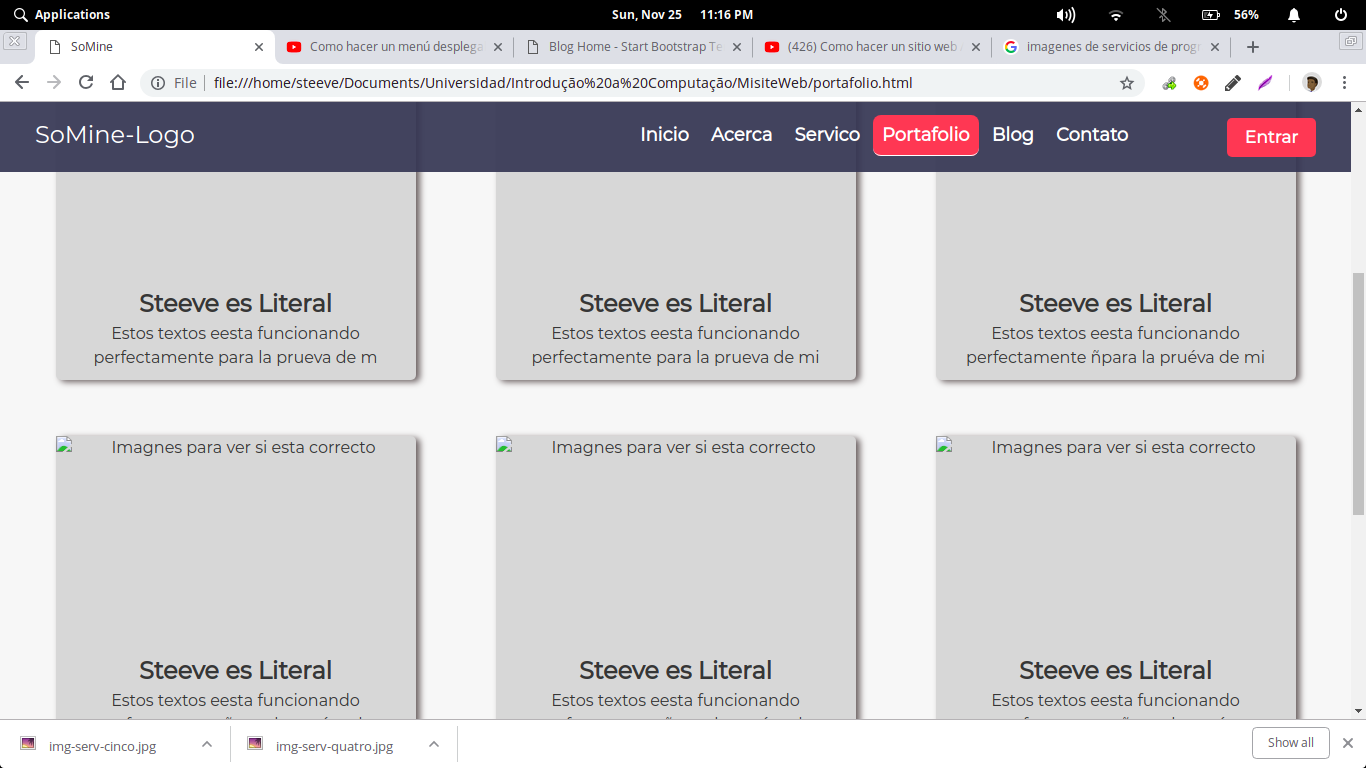 Applications
Sun, Nov 25 11:16 PM
56%
SoMine
Como hacer un menú desplega
Blog Home - Start Bootstrap Te
(426) Como hacer un sitio web
imagenes de servicios de progr
File
file:///home/steeve/Documents/Universidad/Introdução%20a%20Computação/MisiteWeb/portafolio.html
SoMine-Logo
Inicio Acerca Servico Portafolio Blog Contato
Entrar
Steeve es Literal
Estos textos eesta funcionando
perfectamente para la prueva de m
Steeve es Literal
Estos textos eesta funcionando
perfectamente para la prueva de mi
Steeve es Literal
Estos textos eesta funcionando
perfectamente ñpara la pruéva de mi
Imagnes para ver si esta correcto
Imagnes para ver si esta correcto
Imagnes para ver si esta correcto
Steeve es Literal
Estos textos eesta funcionando
Steeve es Literal
Estos textos eesta funcionando
Steeve es Literal
Estos textos eesta funcionando
img-serv-cinco.jpg
img-serv-quatro.jpg
Show all